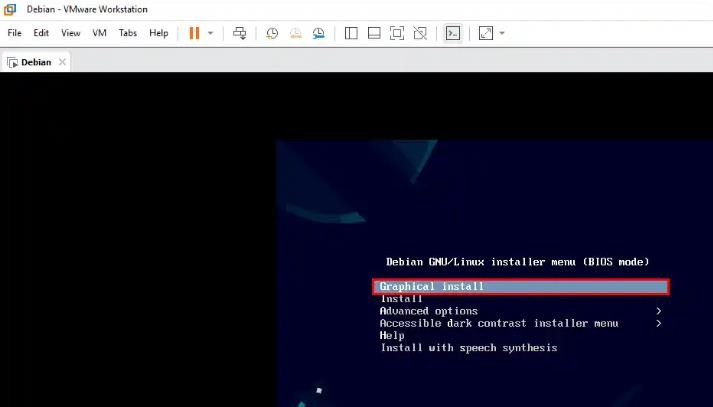 Debian - VMware Workstation
File Edit View VM Tabs Help
Debian
Debian GNU/Linux installer menu (BIOS mode)
Graphical install
Install
Advanced options >
Accessible dark contrast installer menu >
Help
Install with speech synthesis